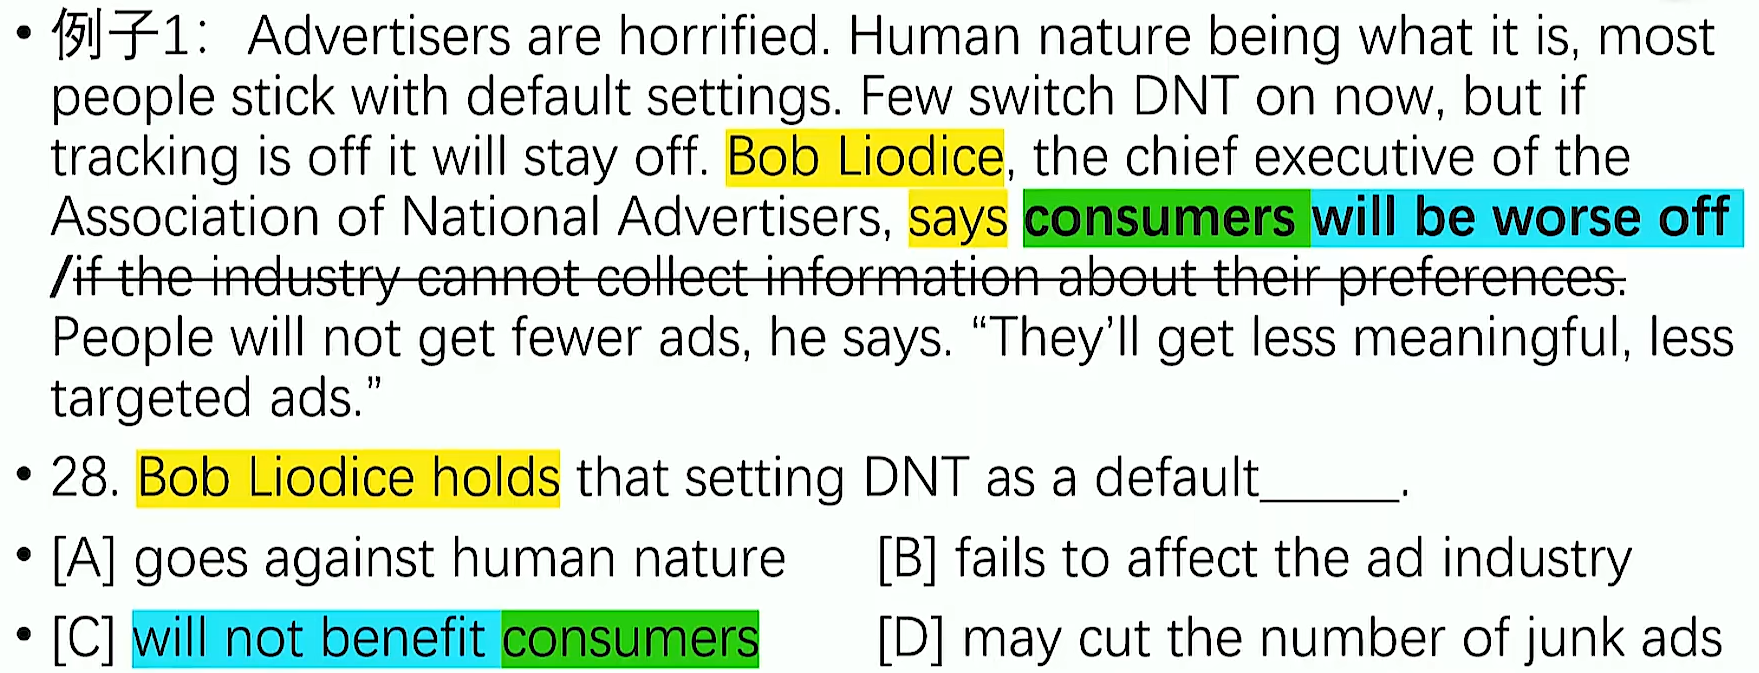 • 例子1： Advertisers are horrified. Human nature being what it is, most
people stick with default settings. Few switch DNT on now, but if
tracking is off it will stay off. Bob Liodice, the chief executive of the
Association of National Advertisers, says consumers will be worse off
/if the industry cannot collect information about their preferences.
People will not get fewer ads, he says. “They’ll get less meaningful, less
targeted ads.”
• 28. Bob Liodice holds that setting DNT as a default______.
• [A] goes against human nature [B] fails to affect the ad industry
• [C] will not benefit consumers [D] may cut the number of junk ads